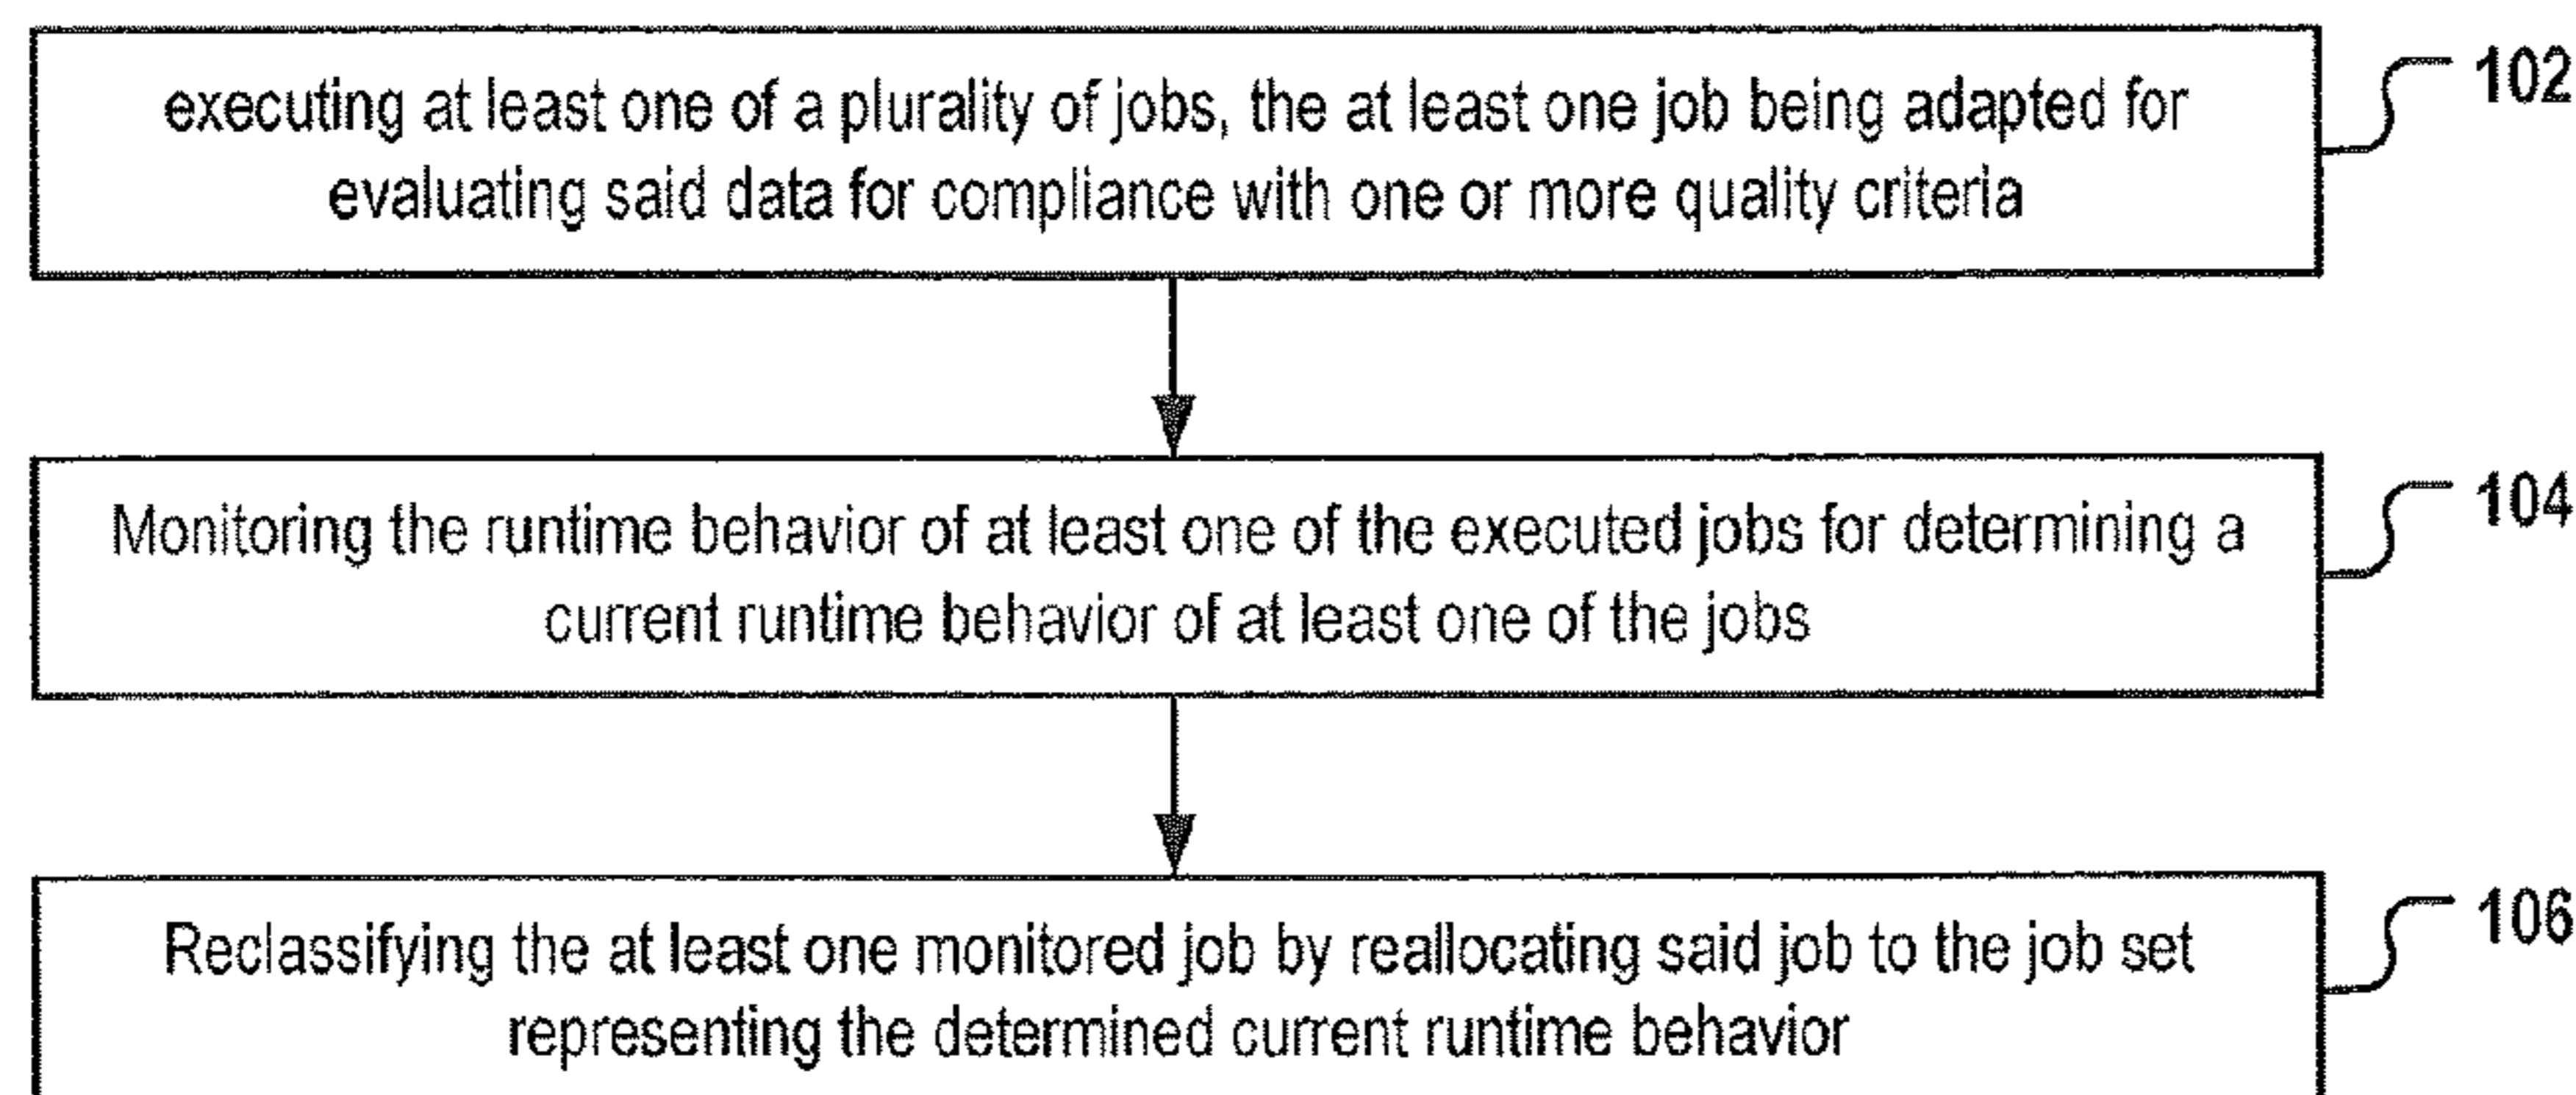 executing at least one of a plurality of jobs, the at least one job being adapted for
evaluating said data for compliance with one or more quality criteria
102
Monitoring the runtime behavior of at least one of the executed jobs for determining a
current runtime behavior of at least one of the jobs
104
Reclassifying the at least one monitored job by reallocating said job to the job set
representing the determined current runtime behavior
106